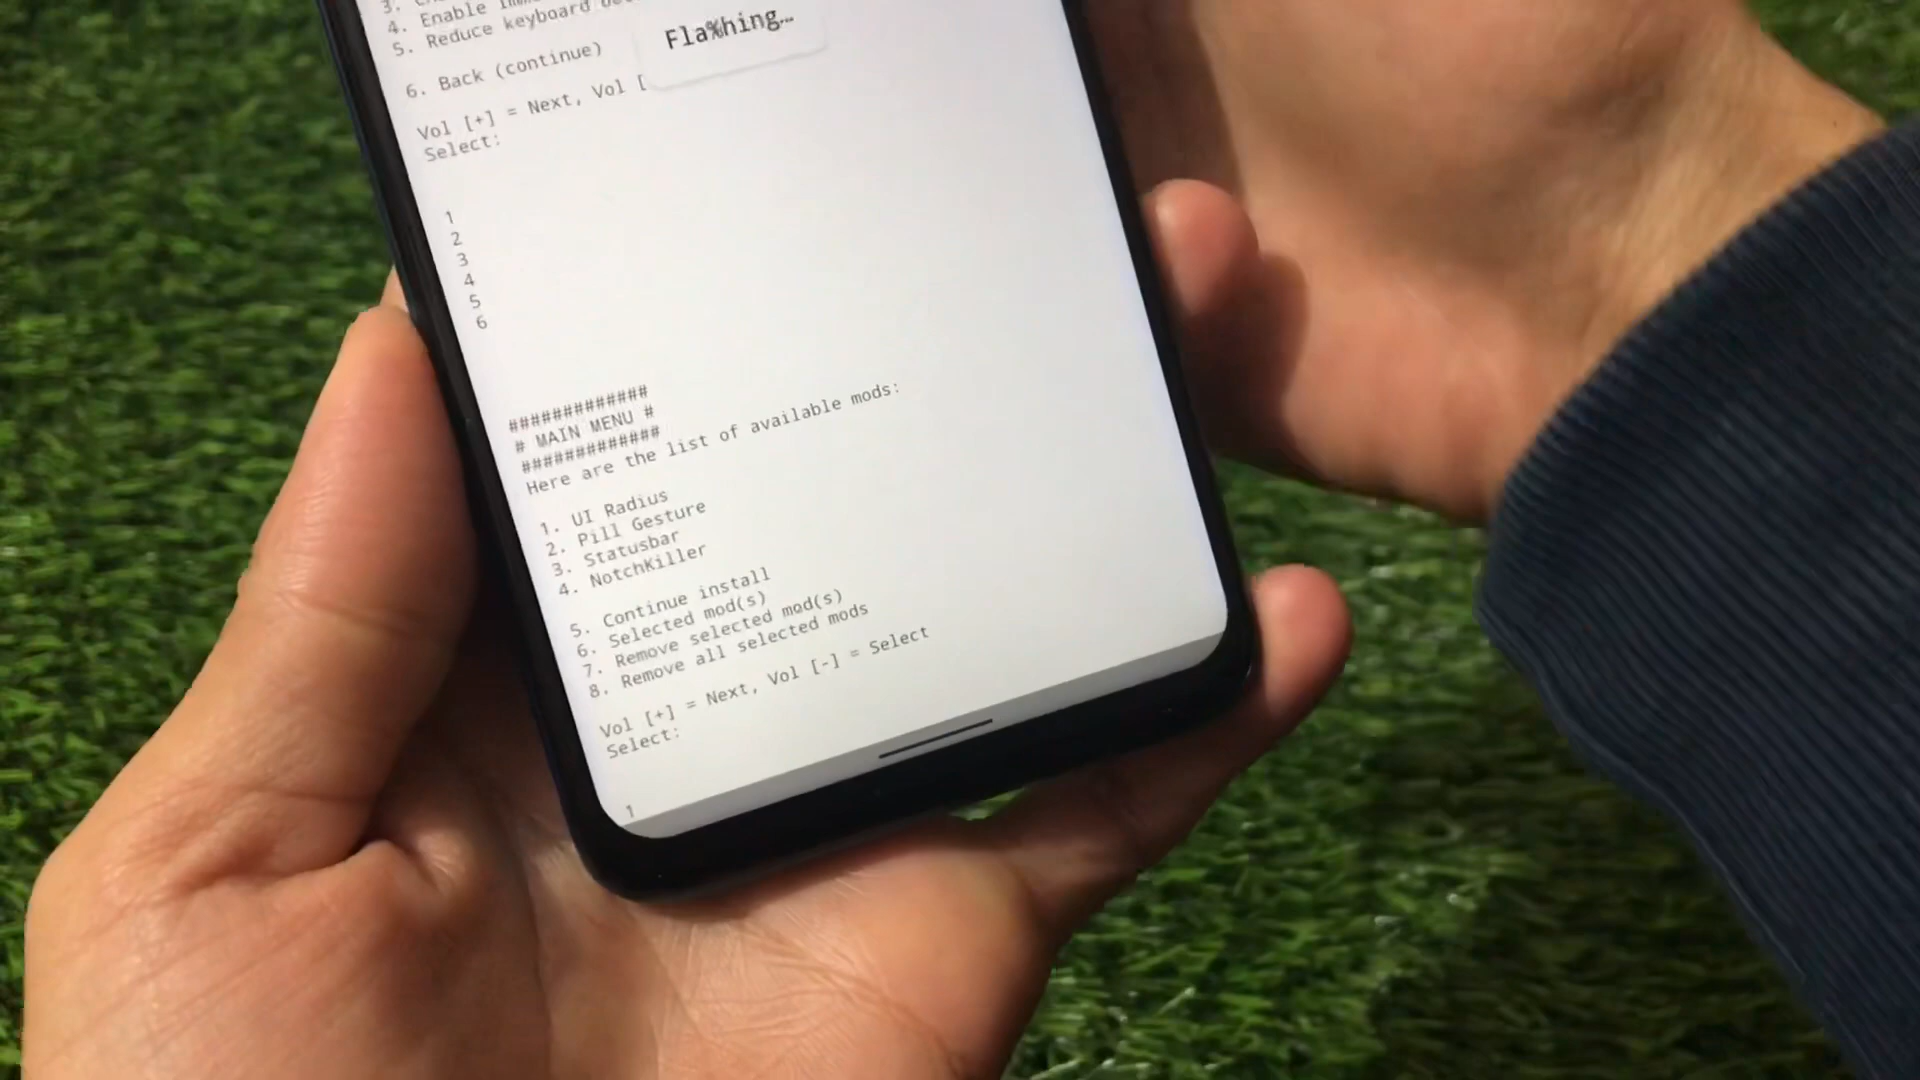 3.
4. Enable
5. Reduce keyboard
Fla%hing…
6. Back (continue)
Vol [+] = Next, Vol [
Select:
1
2
3
4
5
6
#############
# MAIN MENU #
#############
Here are the list of available mods:
1. UI Radius
2. Pill Gesture
3. Statusbar
4. NotchKiller
5. Continue install
6. Selected mod(s)
7. Remove selected mod(s)
8. Remove all selected mods
Vol [+] = Next, Vol [-] = Select
Select:
1